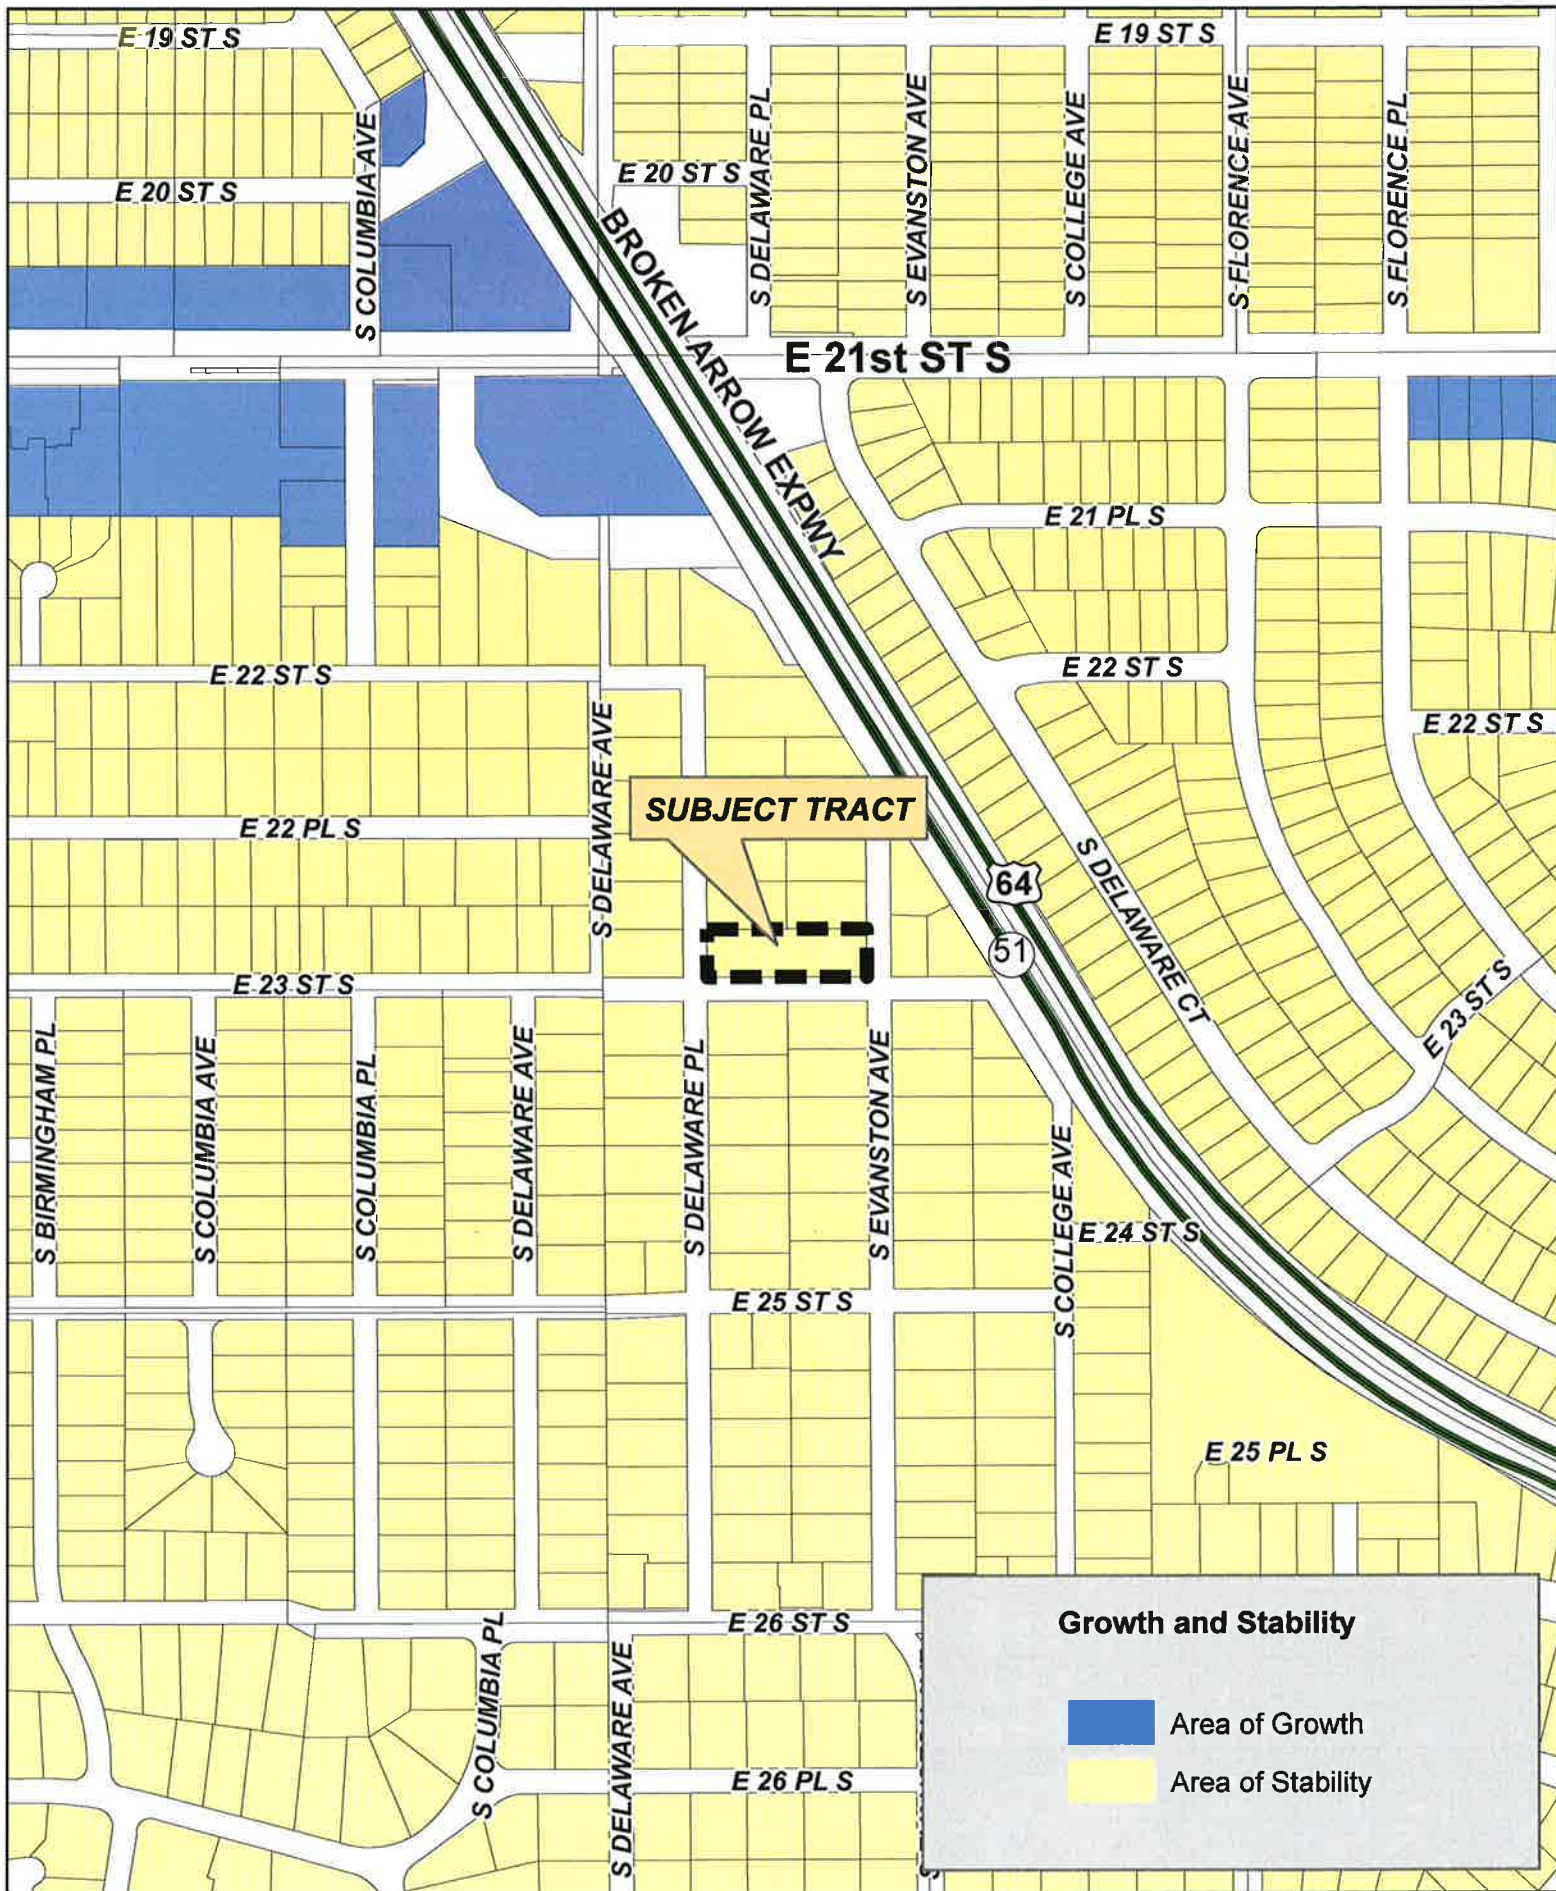 E 19 ST S
E 19 ST S
S COLUMBIA AVE
S DELAWARE PL
S EVANSTON AVE
S COLLEGE AVE
S FLORENCE AVE
S FLORENCE PL
E 20 ST S
E 20 ST S
BROKEN ARROW EXPWY
E 21st ST S
E 21 PL S
E 22 ST S
E 22 ST S
E 22 ST S
S DELAWARE AVE
SUBJECT TRACT
E 22 PL S
64
51
S DELAWARE CT
E 23 ST S
E 23 ST S
S BIRMINGHAM PL
S COLUMBIA AVE
S COLUMBIA PL
S DELAWARE AVE
S DELAWARE PL
S EVANSTON AVE
S COLLEGE AVE
E 24 ST S
E 25 ST S
E 25 PL S
E 26 ST S
S COLUMBIA PL
S DELAWARE AVE
E 26 PL S
Growth and Stability
Area of Growth
Area of Stability